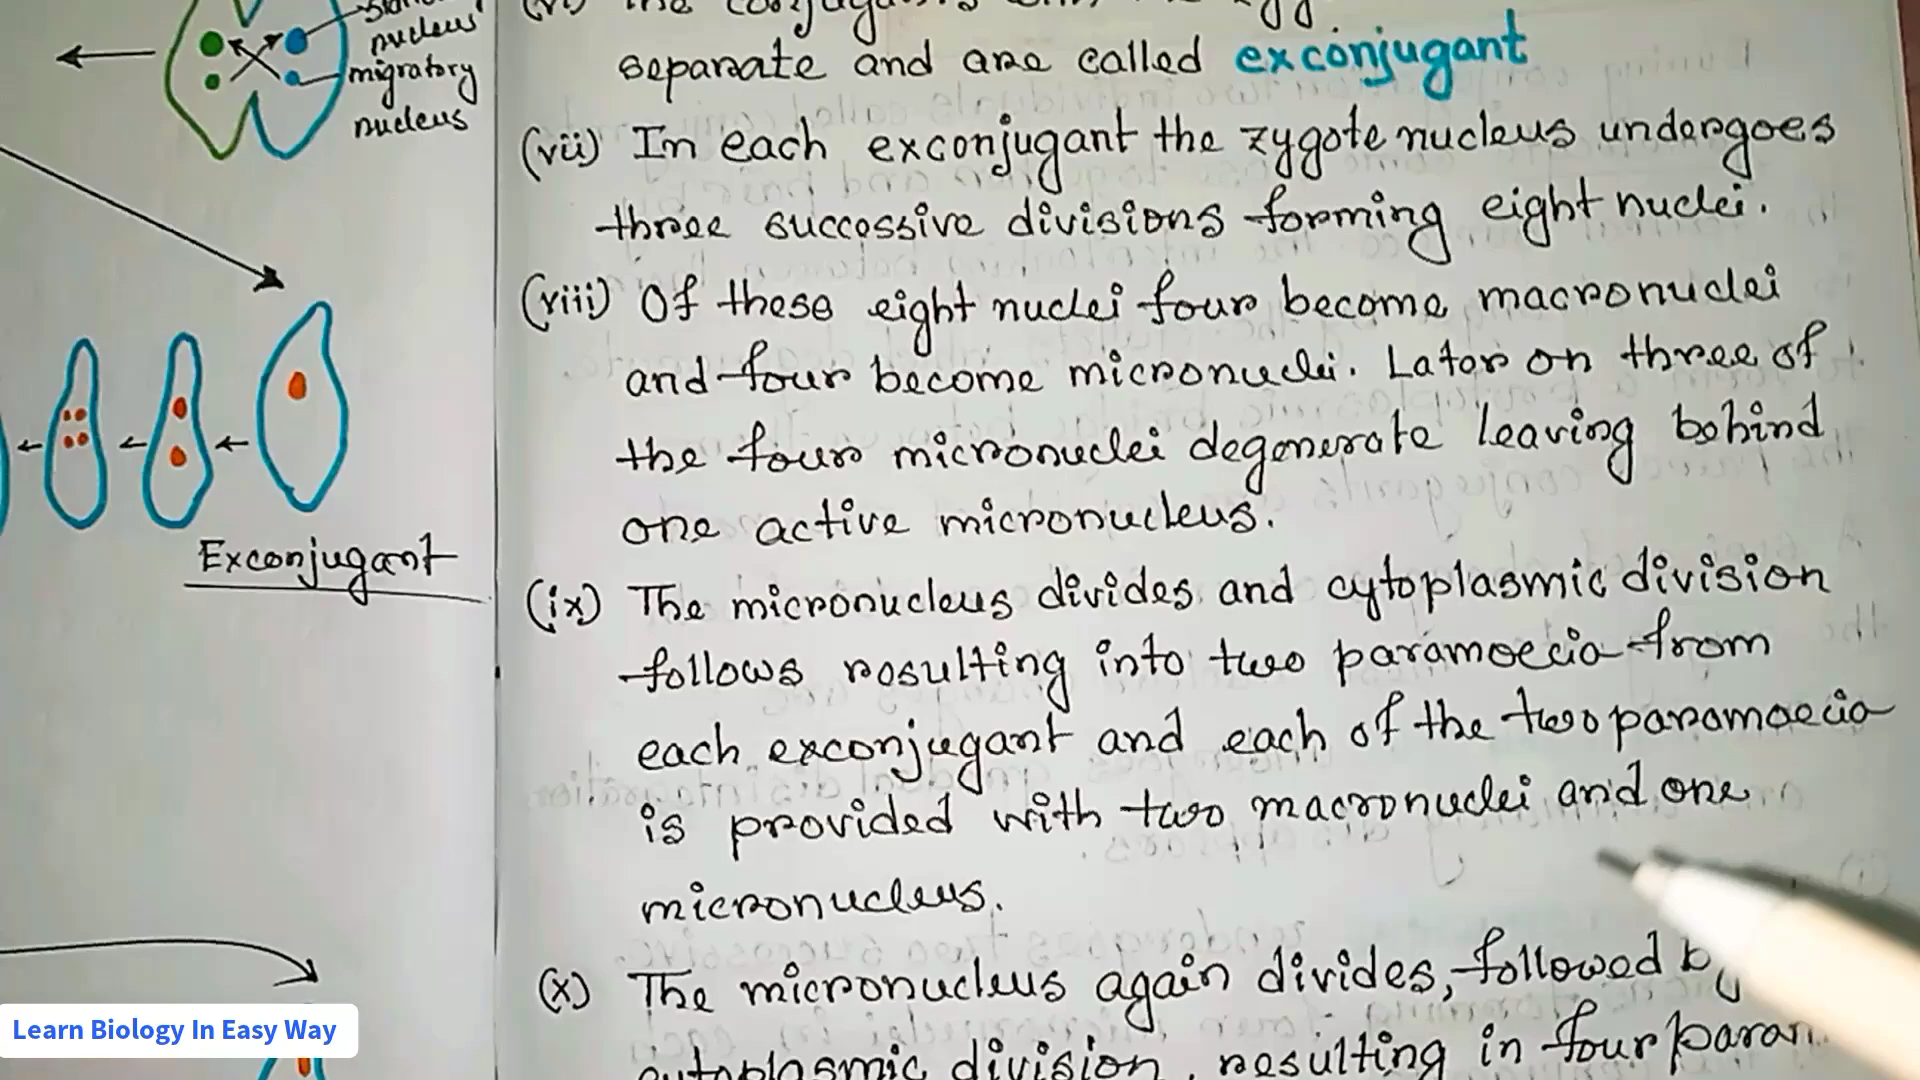 nucleus
migratory
nucleus
Exconjugant
separate and are called exconjugant
(vii) In each exconjugant the zygote nucleus undergoes
three successive divisions forming eight nuclei.
(viii) Of these eight nuclei four become macronuclei
and four become micronuclei. Later on three of
the four micronuclei degenerate leaving behind
one active micronucleus.
(ix) The micronucleus divides and cytoplasmic division
follows resulting into two paramoecia from
each exconjugant and each of the two paramoecia
is provided with two macronuclei and one
micronucleus.
(x) The micronucleus again divides, followed
cytoplasmic division, resulting in four
Learn Biology In Easy Way